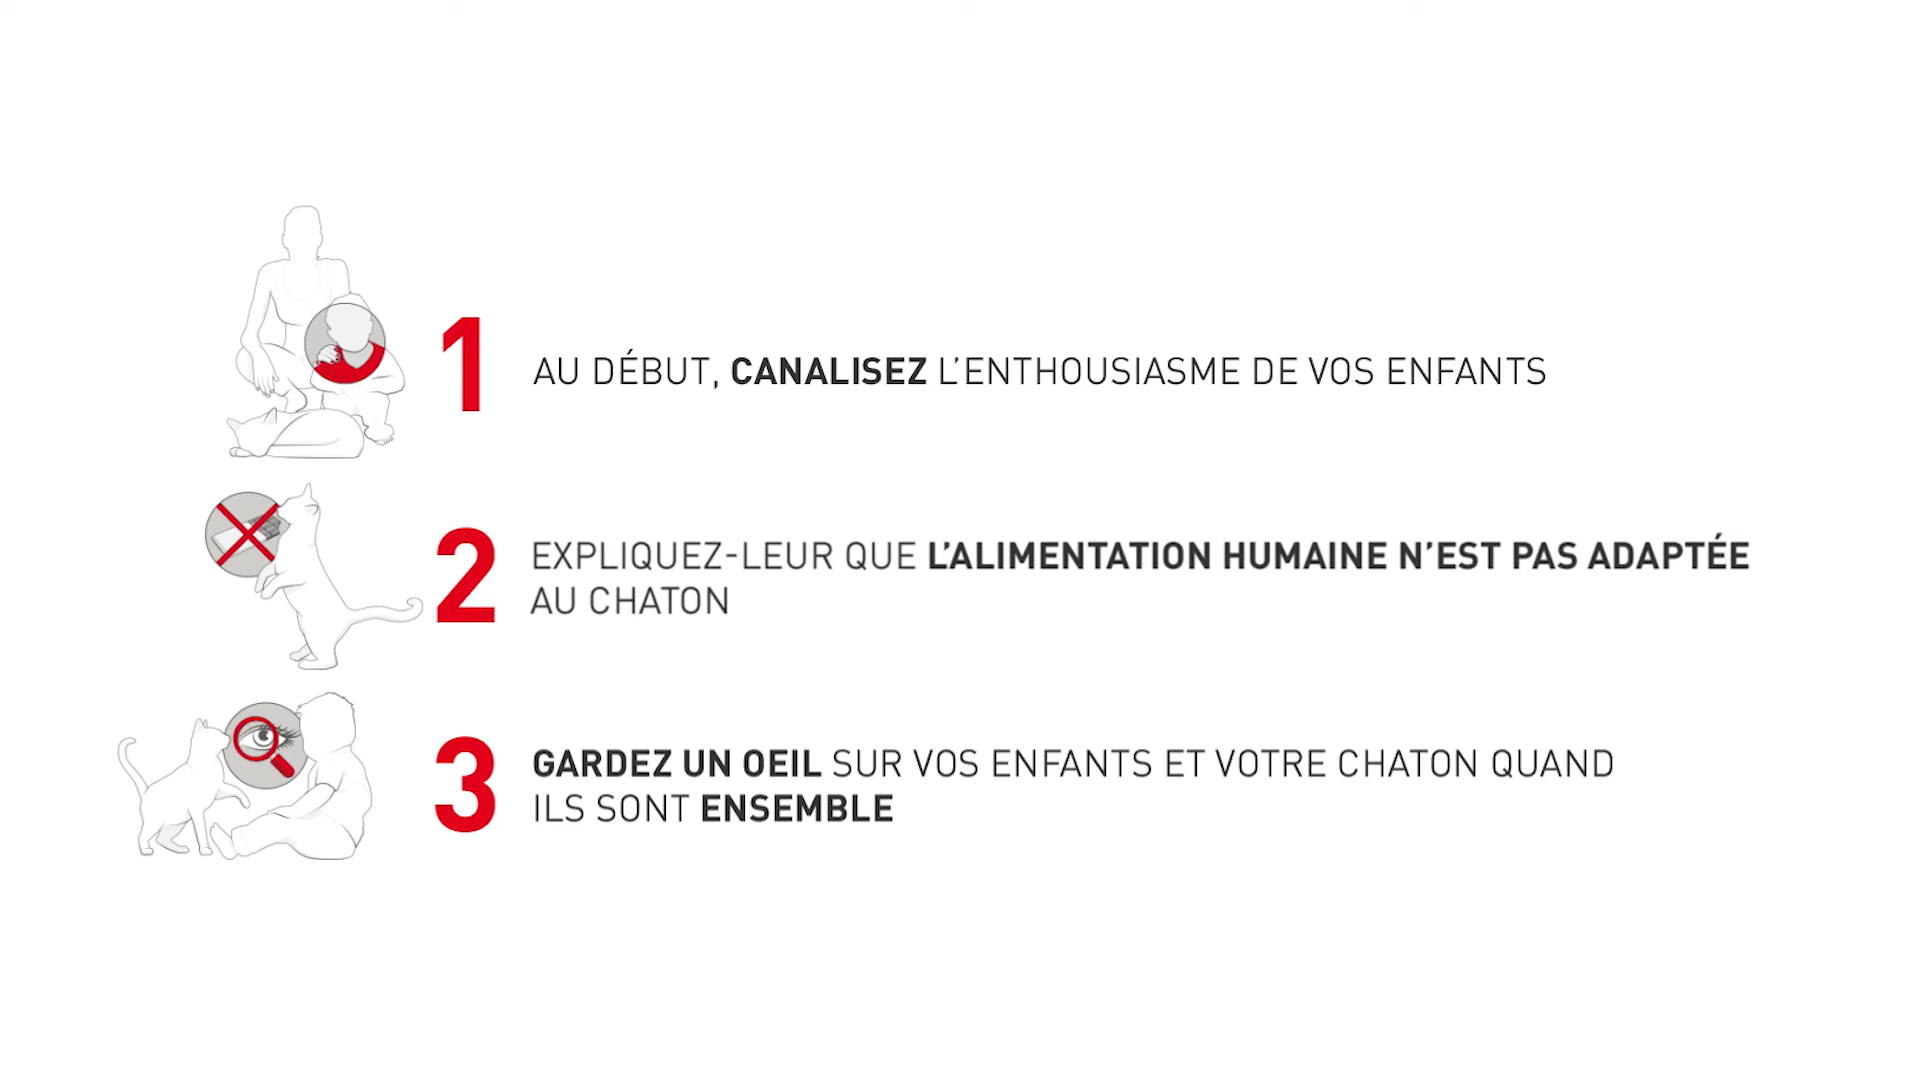 1
AU DÉBUT, CANALISEZ L'ENTHOUSIASME DE VOS ENFANTS
2
EXPLIQUEZ-LEUR QUE L'ALIMENTATION HUMAINE N'EST PAS ADAPTÉE
AU CHATON
3
GARDEZ UN OEIL SUR VOS ENFANTS ET VOTRE CHATON QUAND
ILS SONT ENSEMBLE